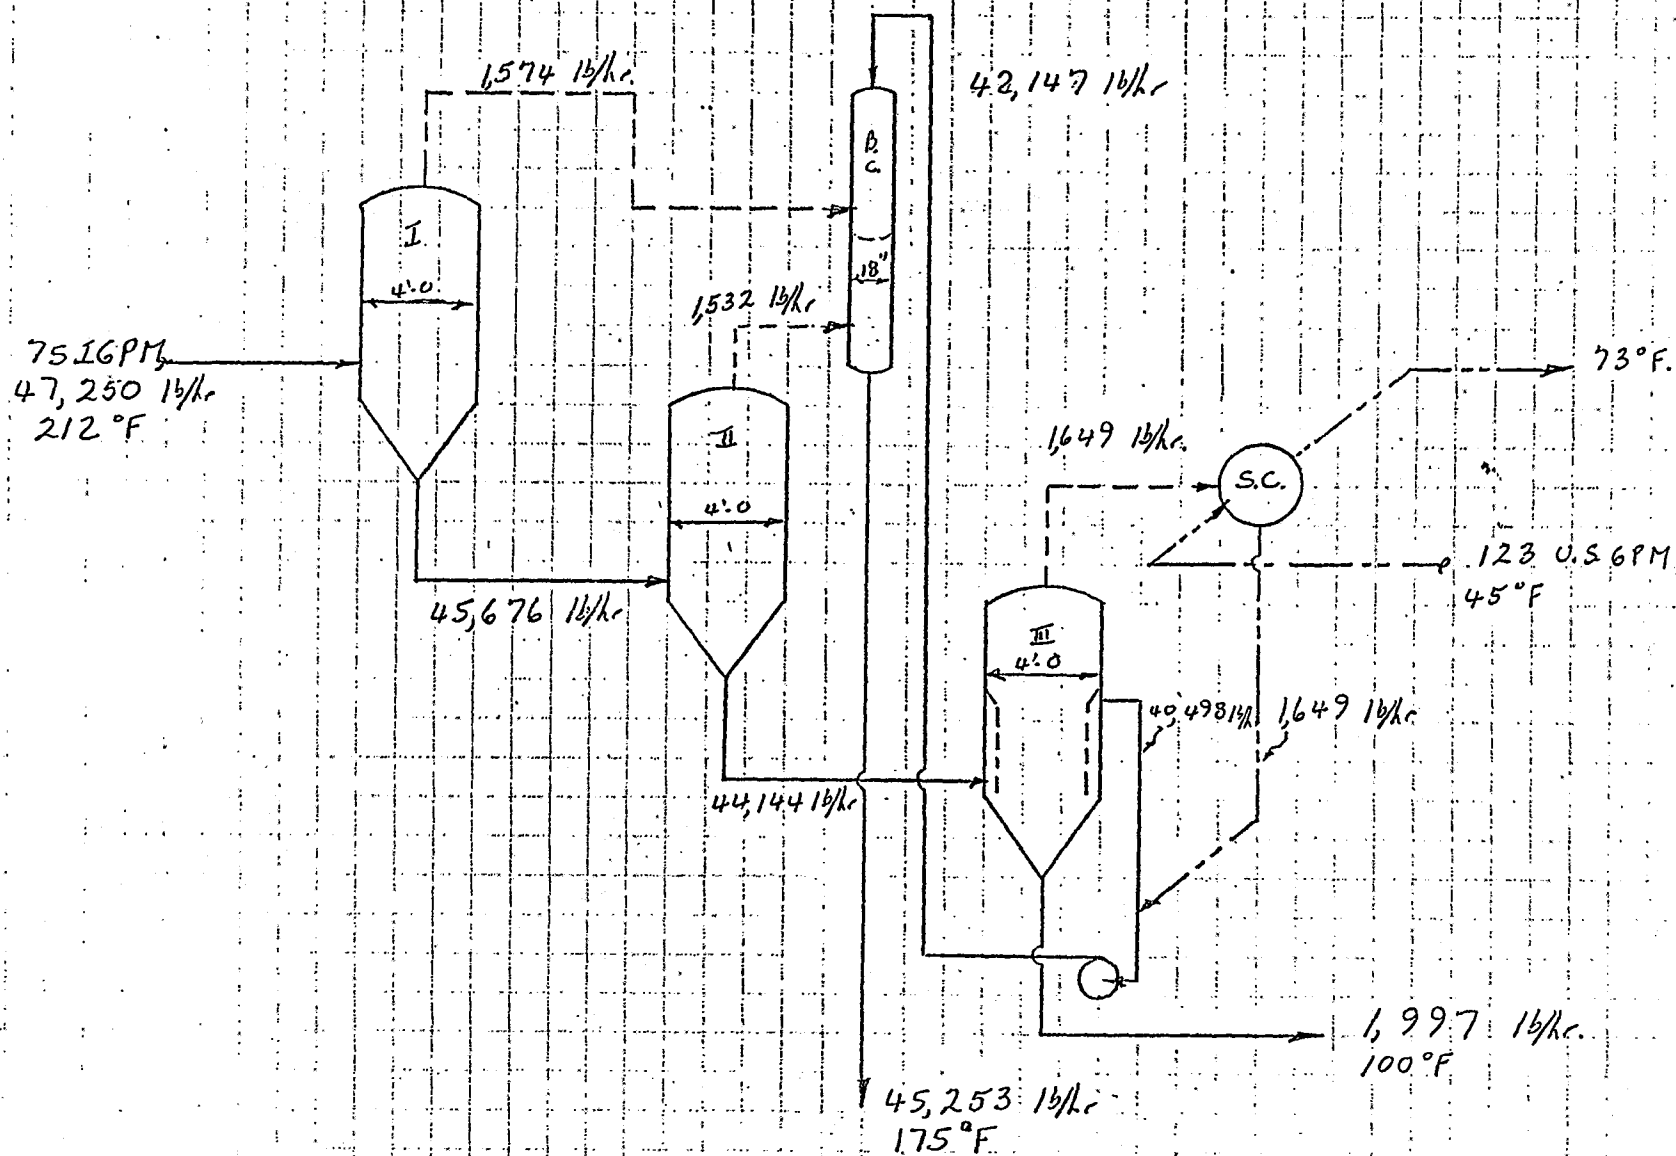 1,574 lb/hr.
42,147 lb/hr
B.
C.
I
4'-0
18"
1,532 lb/hr
75 IGPM
47,250 lb/hr
212 °F
73°F.
II
1,649 lb/hr.
S.C.
4'-0
123 U.S GPM
45°F
45,676 lb/hr
III
4'-0
40,498 lb/h
1,649 lb/hr
44,144 lb/hr
1,997 lb/hr.
100°F
45,253 lb/hr
175°F